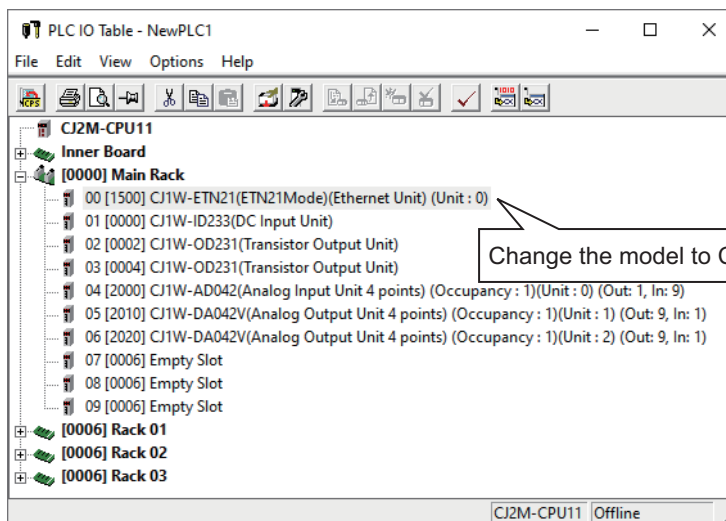 PLC IO Table - NewPLC1
File Edit View Options Help
CPS
CJ2M-CPU11
Inner Board
[0000] Main Rack
00 [1500] CJ1W-ETN21(ETN21Mode)(Ethernet Unit) (Unit : 0)
01 [0000] CJ1W-ID233(DC Input Unit)
02 [0002] CJ1W-OD231(Transistor Output Unit)
03 [0004] CJ1W-OD231(Transistor Output Unit)
Change the model to
04 [2000] CJ1W-AD042(Analog Input Unit 4 points) (Occupancy : 1)(Unit : 0) (Out: 1, In: 9)
05 [2010] CJ1W-DA042V(Analog Output Unit 4 points) (Occupancy : 1)(Unit : 1) (Out: 9, In: 1)
06 [2020] CJ1W-DA042V(Analog Output Unit 4 points) (Occupancy : 1)(Unit : 2) (Out: 9, In: 1)
07 [0006] Empty Slot
08 [0006] Empty Slot
09 [0006] Empty Slot
[0006] Rack 01
[0006] Rack 02
[0006] Rack 03
CJ2M-CPU11 Offline